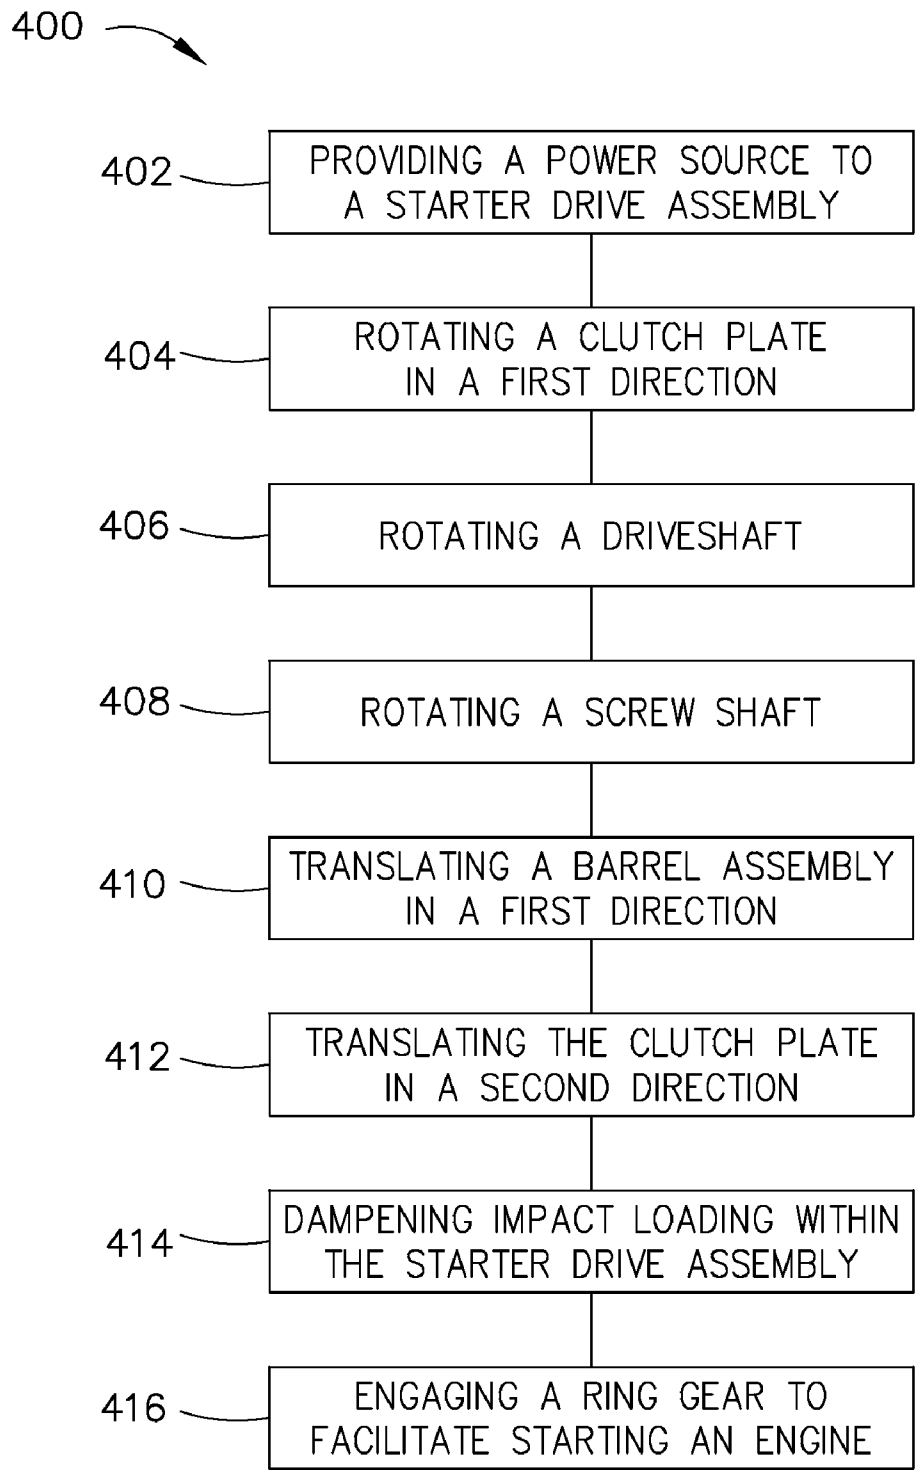 400
402
PROVIDING A POWER SOURCE TO
A STARTER DRIVE ASSEMBLY
404
ROTATING A CLUTCH PLATE
IN A FIRST DIRECTION
406
ROTATING A DRIVESHAFT
408
ROTATING A SCREW SHAFT
410
TRANSLATING A BARREL ASSEMBLY
IN A FIRST DIRECTION
412
TRANSLATING THE CLUTCH PLATE
IN A SECOND DIRECTION
414
DAMPENING IMPACT LOADING WITHIN
THE STARTER DRIVE ASSEMBLY
416
ENGAGING A RING GEAR TO
FACILITATE STARTING AN ENGINE